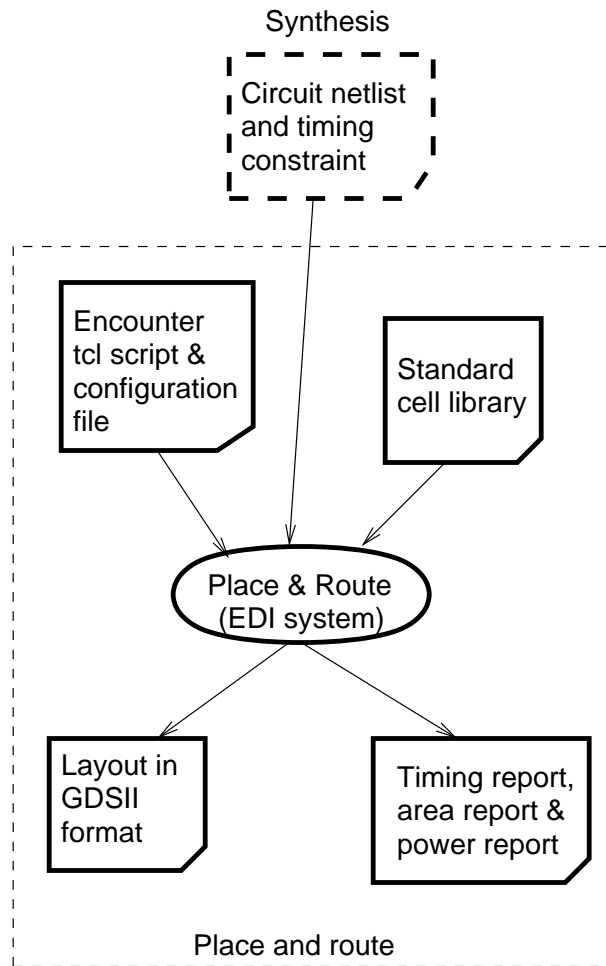 Synthesis
Circuit netlist
and timing
constraint
Encounter
tcl script &
configuration
file
Standard
cell library
Place & Route
(EDI system)
Layout in
GDSII
format
Timing report,
area report &
power report
Place and route